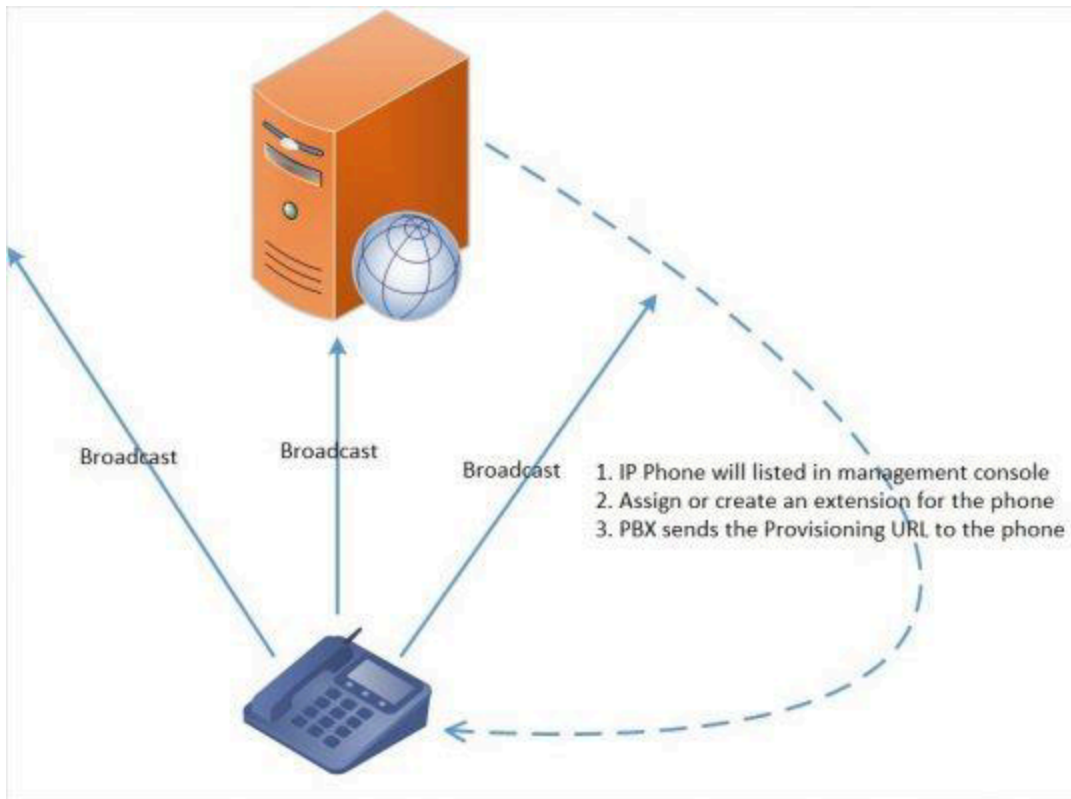 Broadcast
Broadcast
Broadcast
1. IP Phone will listed in management console
2. Assign or create an extension for the phone
3. PBX sends the Provisioning URL to the phone